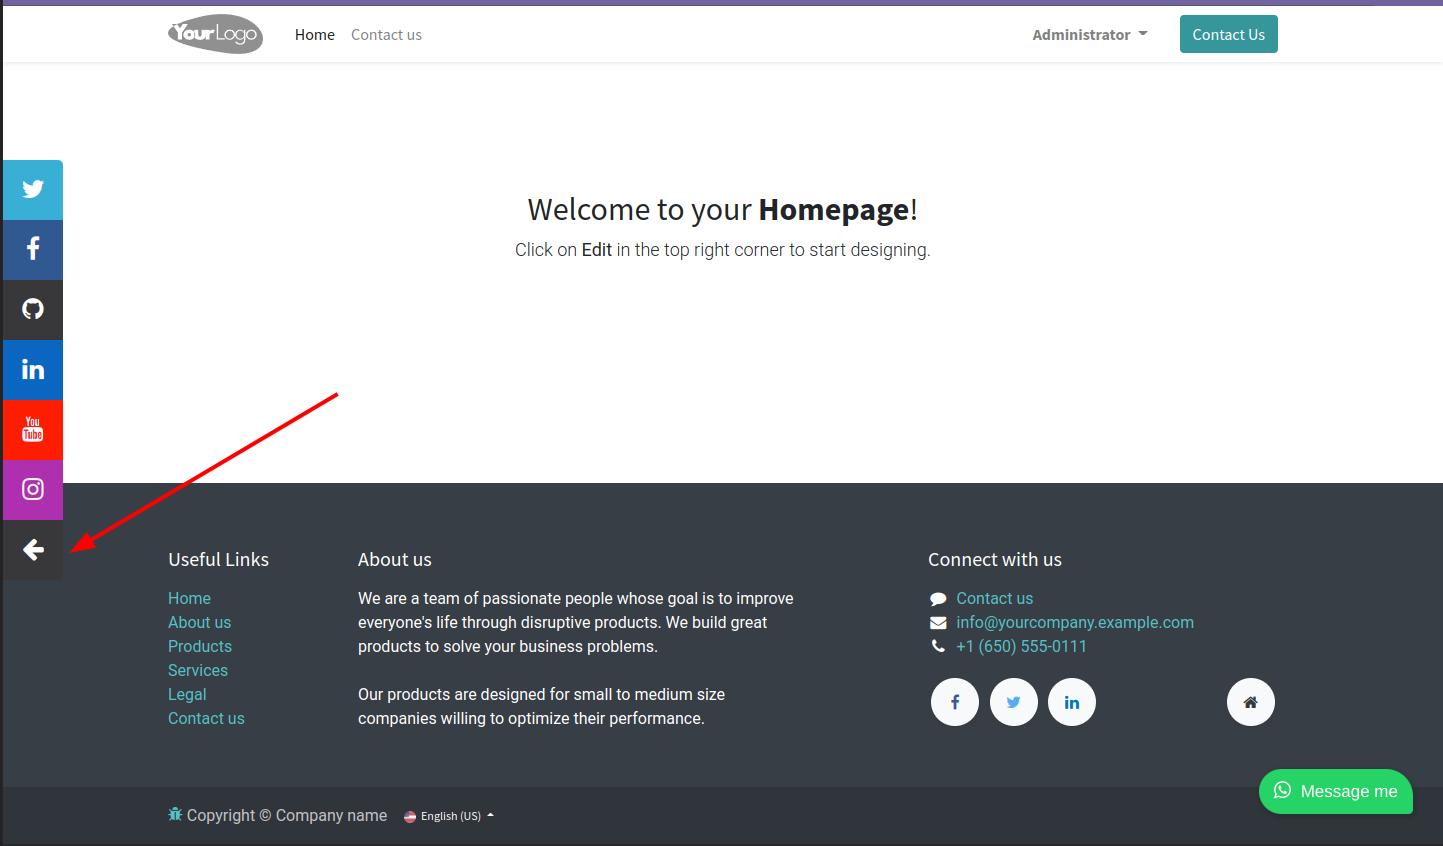 YourLogo
Home
Contact us
Administrator
Contact Us
Welcome to your Homepage!
Click on Edit in the top right corner to start designing.
You
Tube
Useful Links
Home
About us
Products
Services
Legal
Contact us
About us
We are a team of passionate people whose goal is to improve
everyone's life through disruptive products. We build great
products to solve your business problems.
Our products are designed for small to medium size
companies willing to optimize their performance.
Connect with us
Contact us
info@yourcompany.example.com
+1 (650) 555-0111
Message me
Copyright © Company name
English (US)